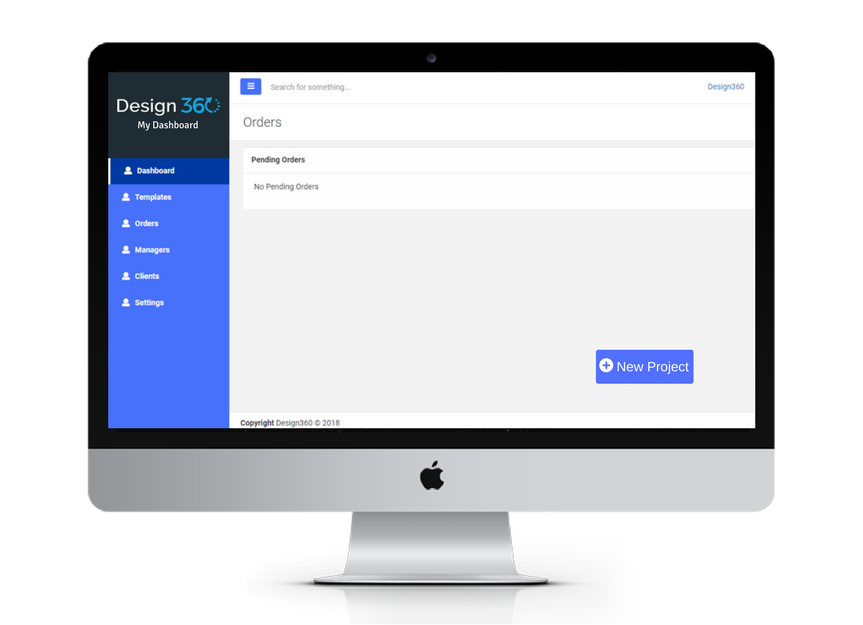 Design 360
My Dashboard
Search for something...
Design360
Orders
Dashboard
Templates
Orders
Managers
Clients
Settings
Pending Orders
No Pending Orders
New Project
Copyright Design360 © 2018